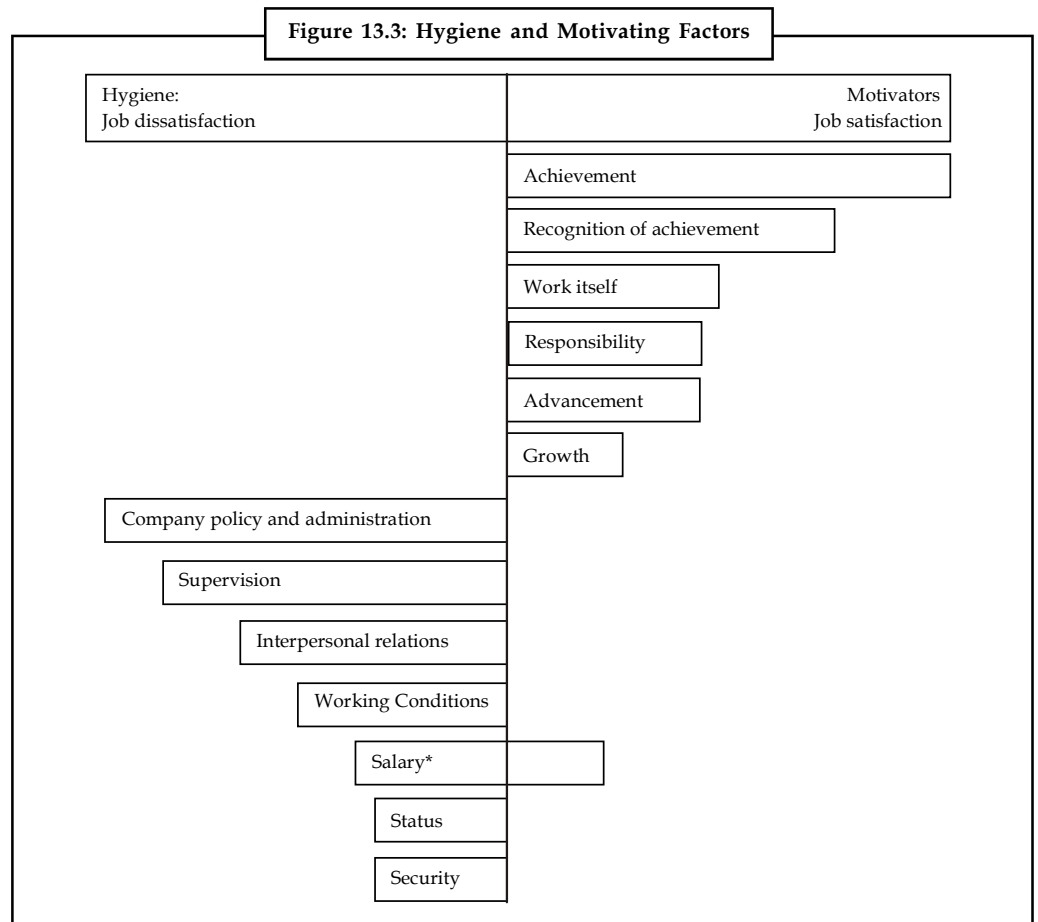 Figure 13.3: Hygiene and Motivating Factors
Hygiene:
Job dissatisfaction
Motivators
Job satisfaction
Achievement
Recognition of achievement
Work itself
Responsibility
Advancement
Growth
Company policy and administration
Supervision
Interpersonal relations
Working Conditions
Salary*
Status
Security